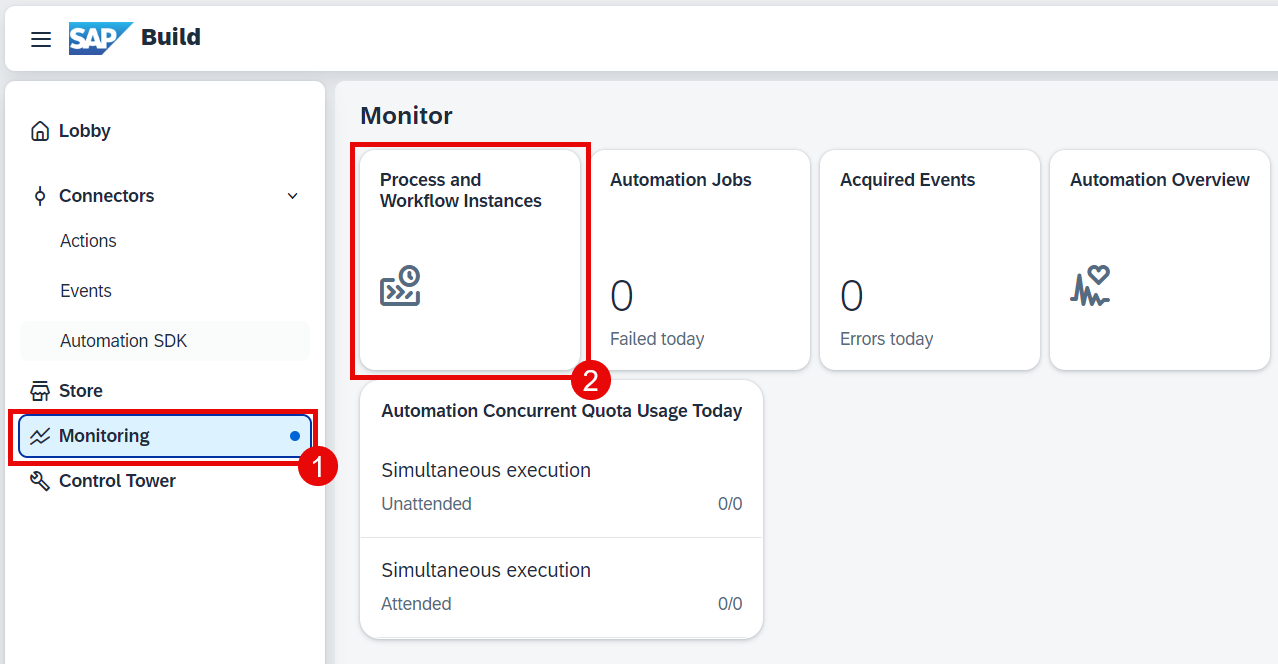 SAP Build
Lobby
Connectors
Actions
Events
Automation SDK
Store
Monitoring
1
Control Tower
Monitor
Process and
Workflow Instances
2
Automation Jobs
0
Failed today
Acquired Events
0
Errors today
Automation Overview
Automation Concurrent Quota Usage Today
Simultaneous execution
Unattended 0/0
Simultaneous execution
Attended 0/0